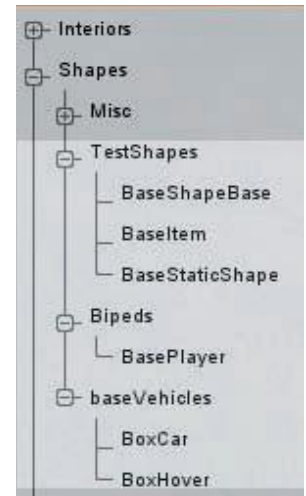 Interiors
Shapes
Misc
TestShapes
BaseShapeBase
BaseItem
BaseStaticShape
Bipeds
BasePlayer
baseVehicles
BoxCar
BoxHover